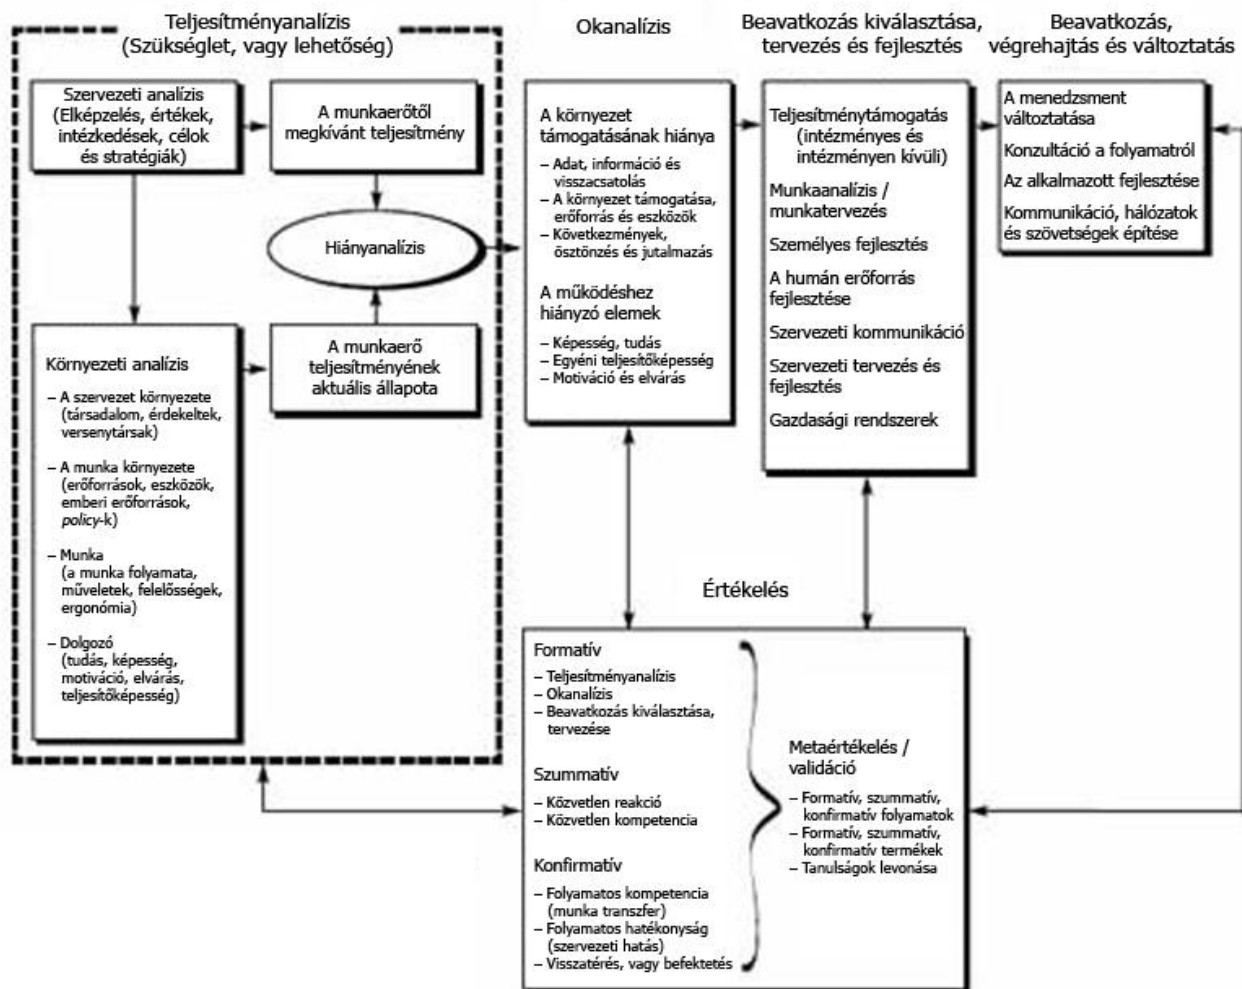 Teljesítményanalízis
(Szükséglet, vagy lehetőség)
Szervezeti analízis
(Elképzelés, értékek,
intézkedések, célok
és stratégiák)
A munkaerőtől
megkívánt teljesítmény
Hiányanalízis
Környezeti analízis
– A szervezet környezete
(társadalom, érdekeltek,
versenytársak)
– A munka környezete
(erőforrások, eszközök,
emberi erőforrások,
policy-k)
– Munka
(a munka folyamata,
műveletek, felelősségek,
ergonómia)
– Dolgozó
(tudás, képesség,
motiváció, elvárás,
teljesítőképesség)
A munkaerő
teljesítményének
aktuális állapota
Okanalízis
A környezet
támogatásának hiánya
– Adat, információ és
visszacsatolás
– A környezet támogatása,
erőforrás és eszközök
– Következmények,
ösztönzés és jutalmazás
A működéshez
hiányzó elemek
– Képesség, tudás
– Egyéni teljesítőképesség
– Motiváció és elvárás
Beavatkozás kiválasztása,
tervezés és fejlesztés
Teljesítménytámogatás
(intézményes és
intézményen kívüli)
Munkaanalízis /
munkatervezés
Személyes fejlesztés
A humán erőforrás
fejlesztése
Szervezeti kommunikáció
Szervezeti tervezés és
fejlesztés
Gazdasági rendszerek
Beavatkozás,
végrehajtás és változtatás
A menedzsment
változtatása
Konzultáció a folyamatról
Az alkalmazott fejlesztése
Kommunikáció, hálózatok
és szövetségek építése
Értékelés
Formatív
– Teljesítményanalízis
– Okanalízis
– Beavatkozás kiválasztása,
tervezése
Szummatív
– Közvetlen reakció
– Közvetlen kompetencia
Konfirmatív
– Folyamatos kompetencia
(munka transzfer)
– Folyamatos hatékonyság
(szervezeti hatás)
– Visszatérés, vagy befektetés
Metaértékelés /
validáció
– Formatív, szummatív,
konfirmatív folyamatok
– Formatív, szummatív,
konfirmatív termékek
– Tanulságok levonása